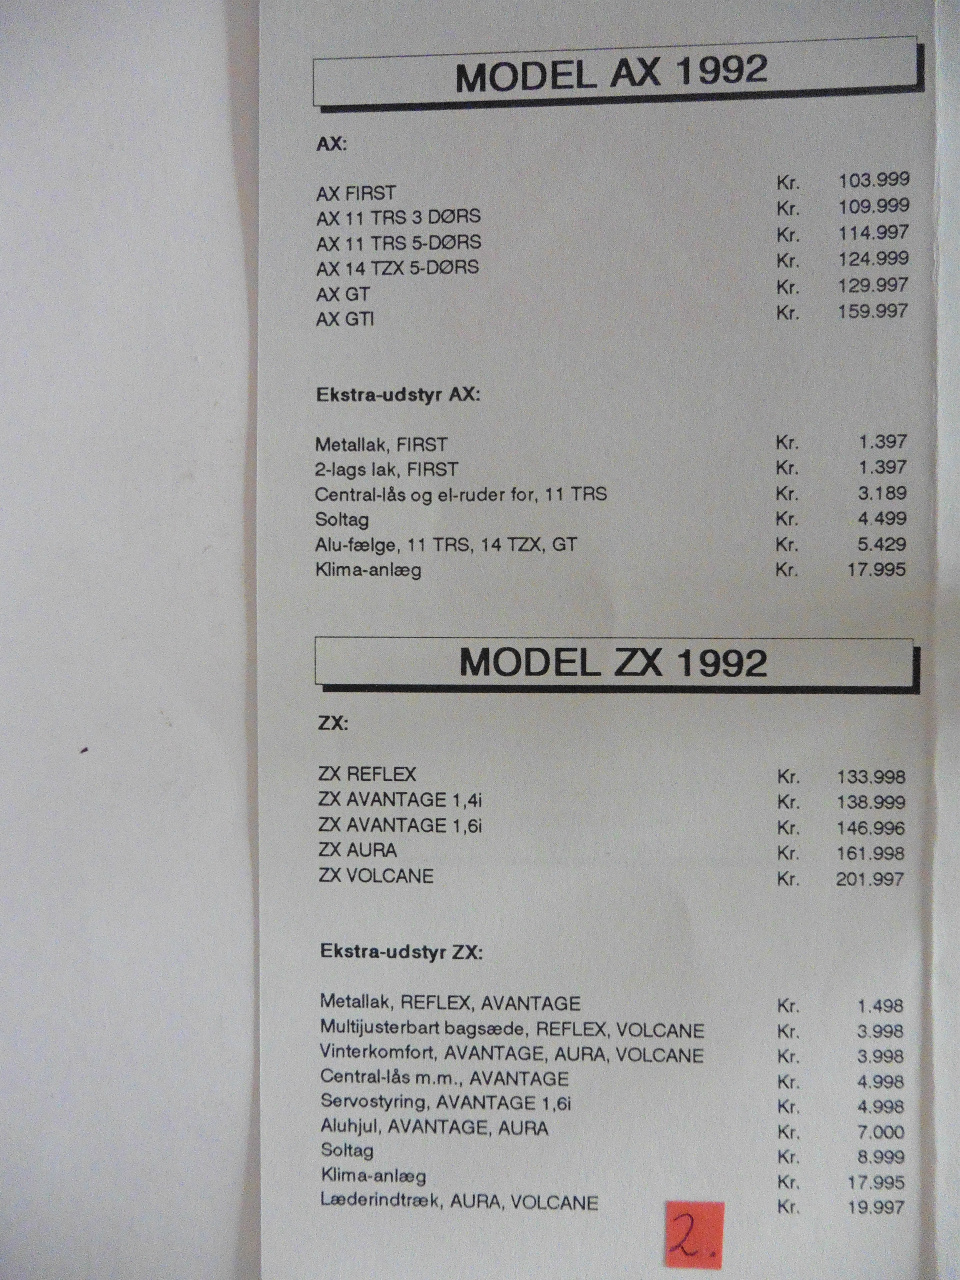 MODEL AX 1992
AX:
AX FIRST Kr. 103.999
AX 11 TRS 3 DØRS Kr. 109.999
AX 11 TRS 5-DØRS Kr. 114.997
AX 14 TZX 5-DØRS Kr. 124.999
AX GT Kr. 129.997
AX GTI Kr. 159.997
Ekstra-udstyr AX:
Metallak, FIRST Kr. 1.397
2-lags lak, FIRST Kr. 1.397
Central-lås og el-ruder for, 11 TRS Kr. 3.189
Soltag Kr. 4.499
Alu-fælge, 11 TRS, 14 TZX, GT Kr. 5.429
Klima-anlæg Kr. 17.995
MODEL ZX 1992
ZX:
ZX REFLEX Kr. 133.998
ZX AVANTAGE 1,4i Kr. 138.999
ZX AVANTAGE 1,6i Kr. 146.996
ZX AURA Kr. 161.998
ZX VOLCANE Kr. 201.997
Ekstra-udstyr ZX:
Metallak, REFLEX, AVANTAGE Kr. 1.498
Multijusterbart bagsæde, REFLEX, VOLCANE Kr. 3.998
Vinterkomfort, AVANTAGE, AURA, VOLCANE Kr. 3.998
Central-lås m.m., AVANTAGE Kr. 4.998
Servostyring, AVANTAGE 1,6i Kr. 4.998
Aluhjul, AVANTAGE, AURA Kr. 7.000
Soltag Kr. 8.999
Klima-anlæg Kr. 17.995
Læderindtræk, AURA, VOLCANE Kr. 19.997
2.